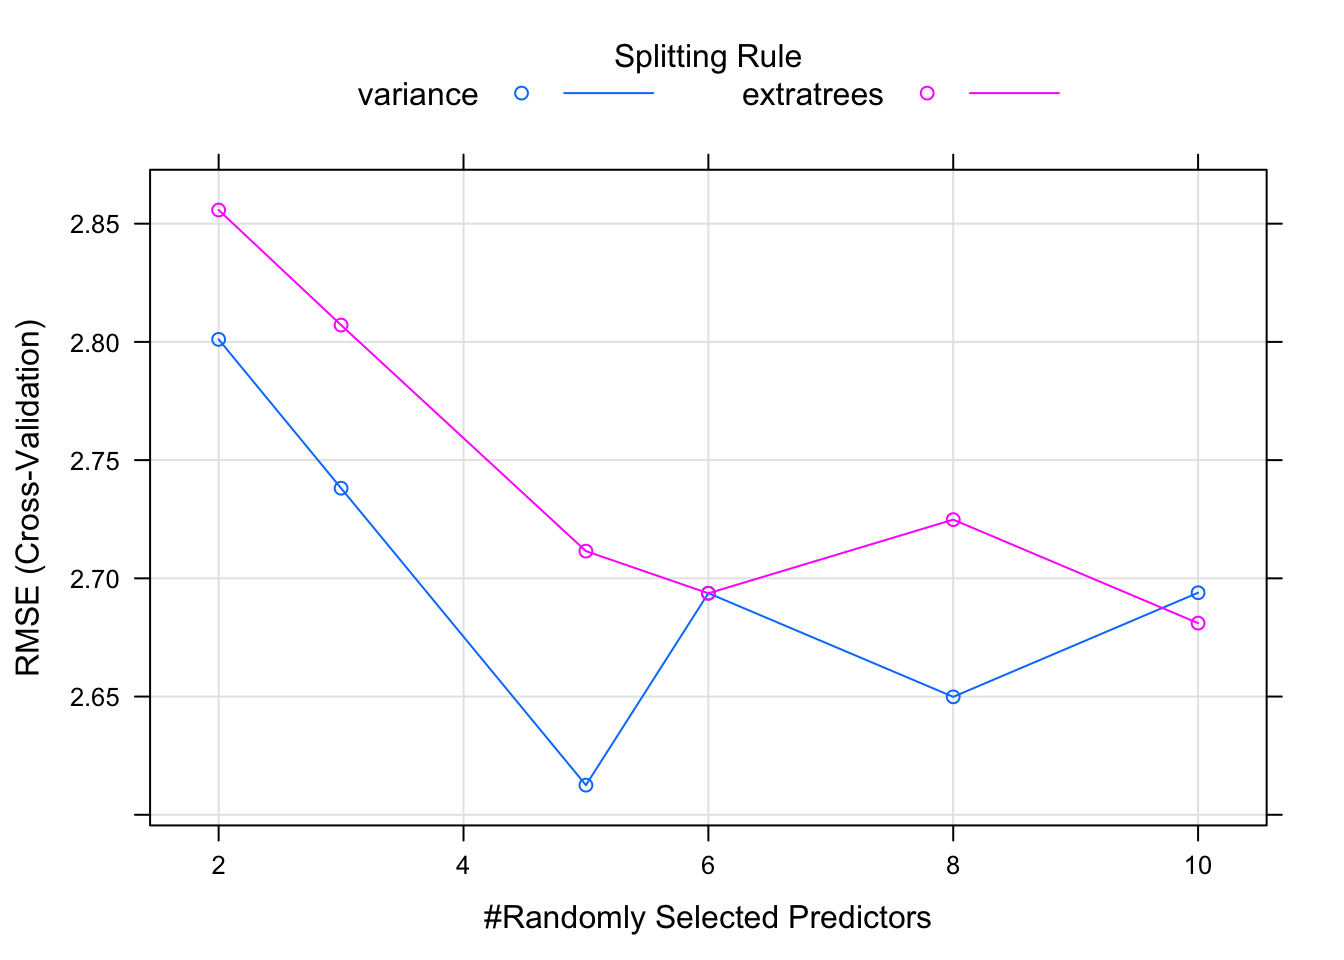 Splitting Rule
variance extratrees
RMSE (Cross-Validation)
2.85
2.80
2.75
2.70
2.65
2 4 6 8 10
#Randomly Selected Predictors